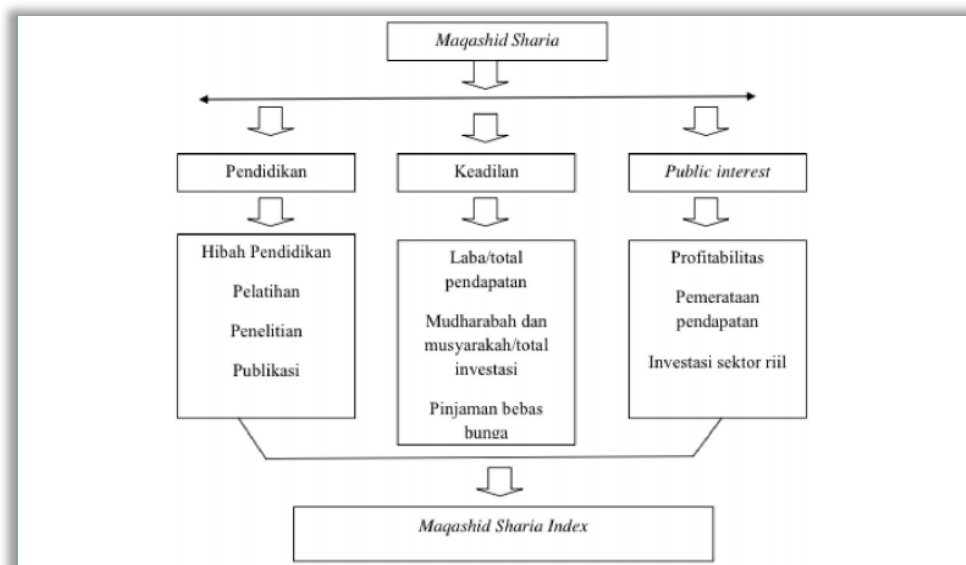 Maqashid Sharia
Pendidikan
Keadilan
Public interest
Hibah Pendidikan
Pelatihan
Penelitian
Publikasi
Laba/total
pendapatan
Mudharabah dan
musyarakah/total
investasi
Pinjaman bebas
bunga
Profitabilitas
Pemerataan
pendapatan
Investasi sektor riil
Maqashid Sharia Index